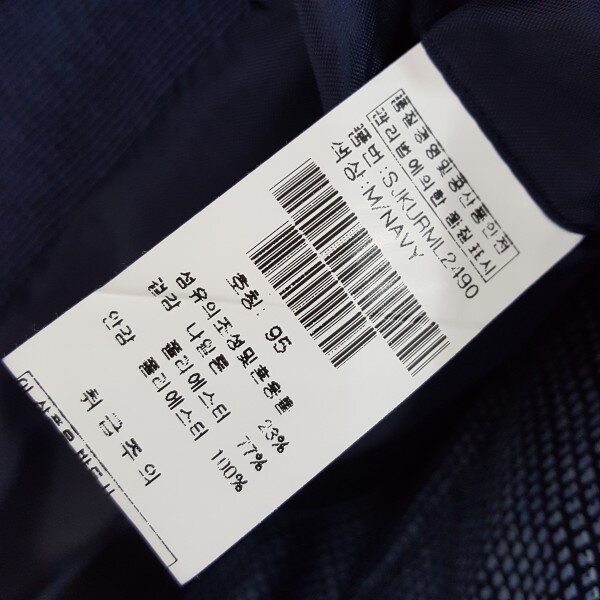 품질경영및공산품안전
관리법에의한 품질표시
품번:SJKURML2490
색상:M/NAVY
호칭: 95
섬유의조성및혼용률
겉감 나일론 23%
폴리에스터 77%
안감 폴리에스터 100%
취급주의